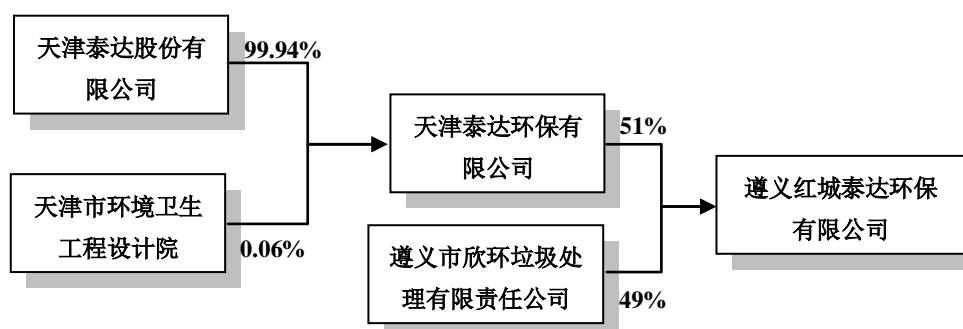 天津泰达股份有
限公司
99.94%
天津市环境卫生
工程设计院
0.06%
天津泰达环保有
限公司
51%
遵义市欣环垃圾处
理有限责任公司
49%
遵义红城泰达环保
有限公司